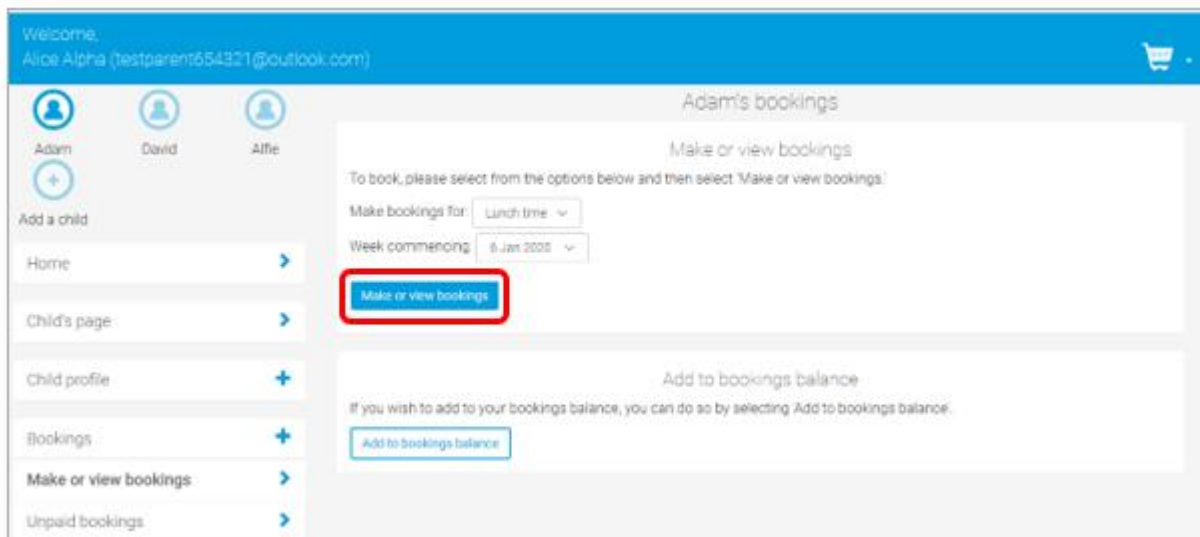 Welcome,
Alice Alpha (testparent654321@outlook.com)
Adam
David
Alfie
Add a child
Home
Child's page
Child profile
Bookings
Make or view bookings
Unpaid bookings
Adam's bookings
Make or view bookings
To book, please select from the options below and then select 'Make or view bookings.'
Make bookings for: Lunch time
Week commencing: 6 Jan 2020
Make or view bookings
Add to bookings balance
If you wish to add to your bookings balance, you can do so by selecting 'Add to bookings balance'.
Add to bookings balance